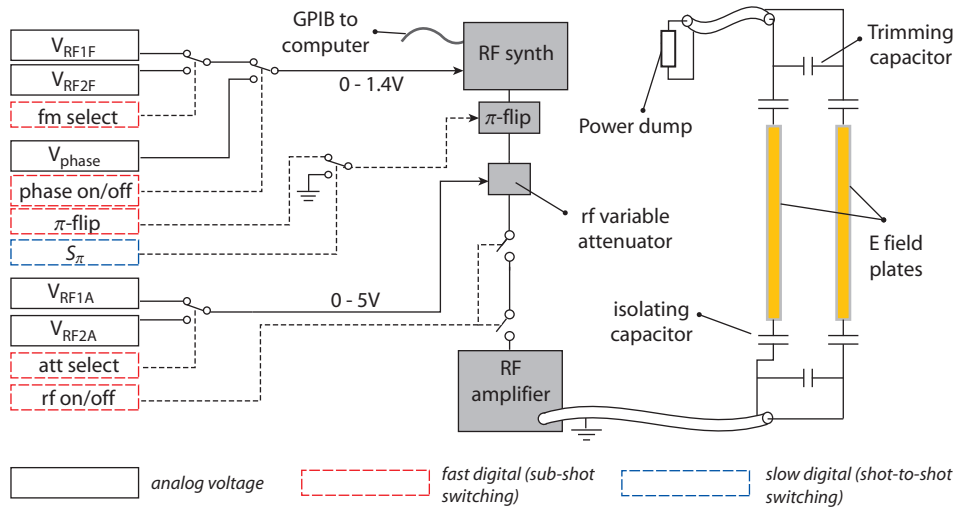 GPIB to
computer
V_RF1F
V_RF2F
fm select
V_phase
phase on/off
π-flip
S_π
V_RF1A
V_RF2A
att select
rf on/off
0 - 1.4V
0 - 5V
RF synth
π-flip
rf variable
attenuator
RF
amplifier
Power dump
Trimming
capacitor
E field
plates
isolating
capacitor
analog voltage
fast digital (sub-shot
switching)
slow digital (shot-to-shot
switching)